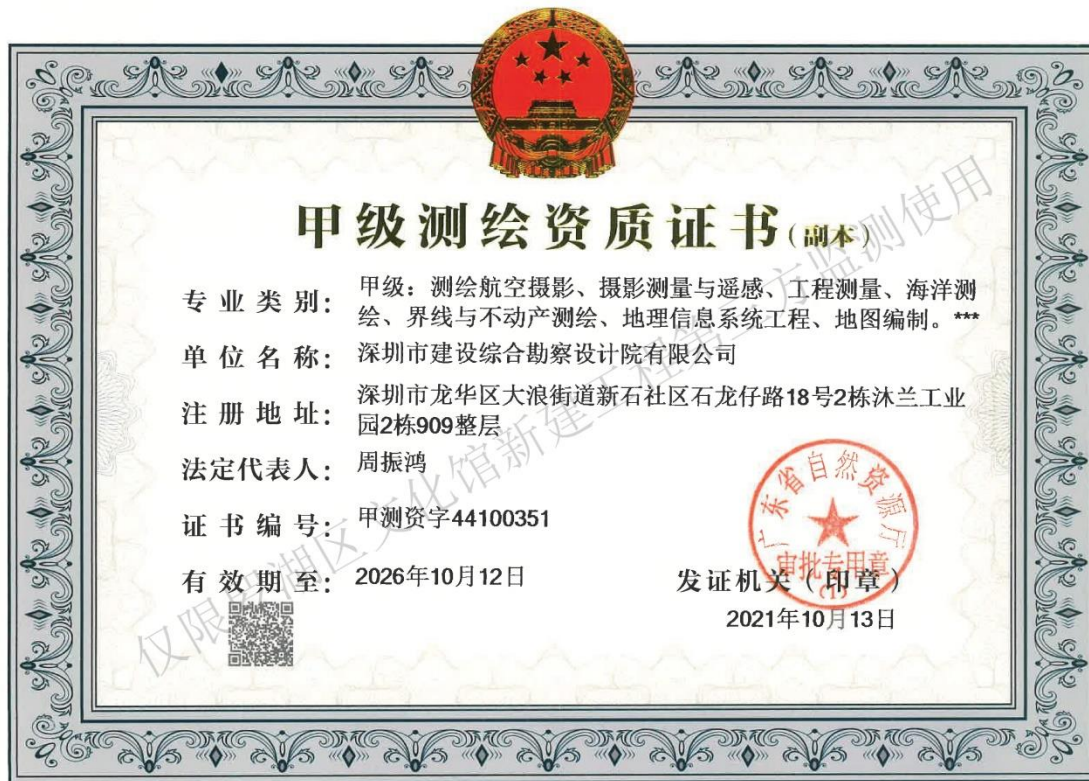 甲级测绘资质证书(副本)
专业类别：甲级：测绘航空摄影、摄影测量与遥感、工程测量、海洋测
绘、界线与不动产测绘、地理信息系统工程、地图编制。***
单位名称：深圳市建设综合勘察设计院有限公司
注册地址：深圳市龙华区大浪街道新石社区石龙仔路18号2栋沐兰工业
园2栋909整层
法定代表人：周振鸿
证书编号：甲测资字44100351
有效期至：2026年10月12日
发证机关（印章）
2021年10月13日
广东省自然资源厅
审批专用章
(1)
仅限罗湖区文化馆新建工程第三方监测使用